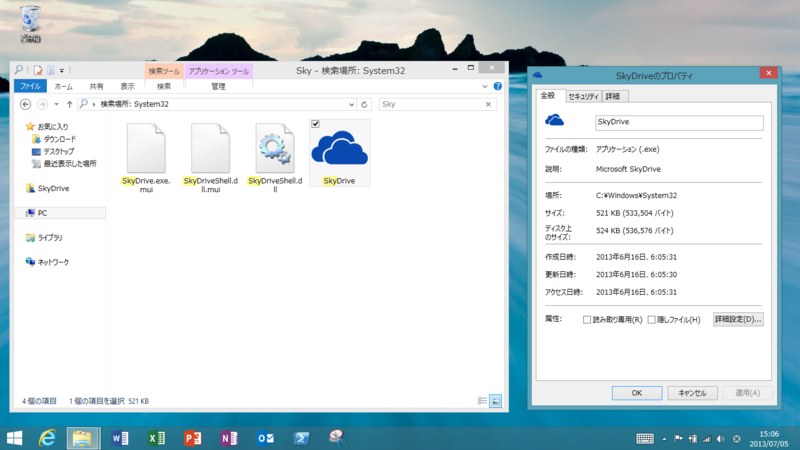 ごみ箱
検索ツール
アプリケーション ツール
Sky - 検索場所: System32
ファイル
ホーム
共有
表示
検索
管理
検索場所: System32
Sky
お気に入り
ダウンロード
デスクトップ
最近表示した場所
SkyDrive
PC
ライブラリ
ネットワーク
SkyDrive.exe.
mui
SkyDriveShell.d
ll.mui
SkyDriveShell.d
ll
SkyDrive
4 個の項目
1 個の項目を選択 521 KB
SkyDriveのプロパティ
全般
セキュリティ
詳細
SkyDrive
ファイルの種類: アプリケーション (.exe)
説明: Microsoft SkyDrive
場所: C:¥Windows¥System32
サイズ: 521 KB (533,504 バイト)
ディスク上
のサイズ: 524 KB (536,576 バイト)
作成日時: 2013年6月16日、6:05:31
更新日時: 2013年6月16日、6:05:30
アクセス日時: 2013年6月16日、6:05:31
属性: 読み取り専用(R) 隠しファイル(H) 詳細設定(D)...
OK
キャンセル
適用(A)
15:06
2013/07/05